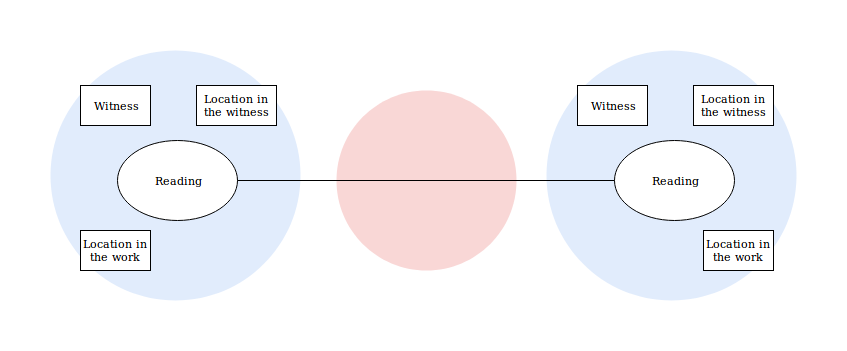 Witness
Location in
the witness
Reading
Location in
the work
Witness
Location in
the witness
Reading
Location in
the work